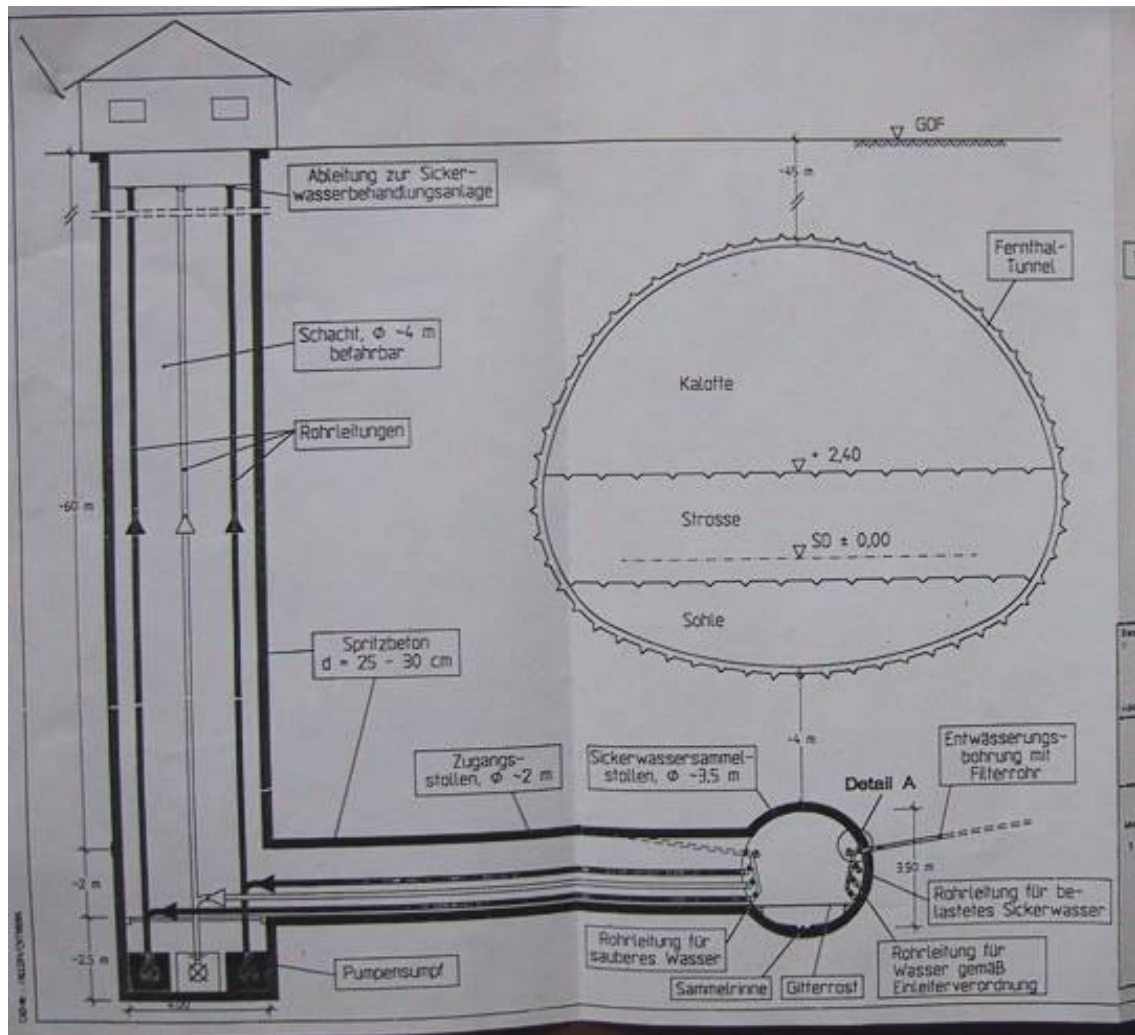 GOF
~45 m
Ableitung zur Sicker-
wasserbehandlungsanlage
Fernthal-
Tunnel
Schacht, Φ ~4 m
befahrbar
Kalotte
Rohrleitungen
+ 2,40
~60 m
Strosse
SO ± 0,00
Sohle
Spritzbeton
d = 25 - 30 cm
~4 m
Zugangs-
stollen, Φ ~2 m
Sickerwassersammel-
stollen, Φ ~3,5 m
Entwässerungs-
bohrung mit
Filterrohr
Detail A
3.50 m
~2 m
Rohrleitung für be-
lastetes Sickerwasser
~2.5 m
Pumpensumpf
Rohrleitung für
sauberes Wasser
Sammelrinne
Gitterrost
Rohrleitung für
Wasser gemäß
Einleiterverordnung
4.00